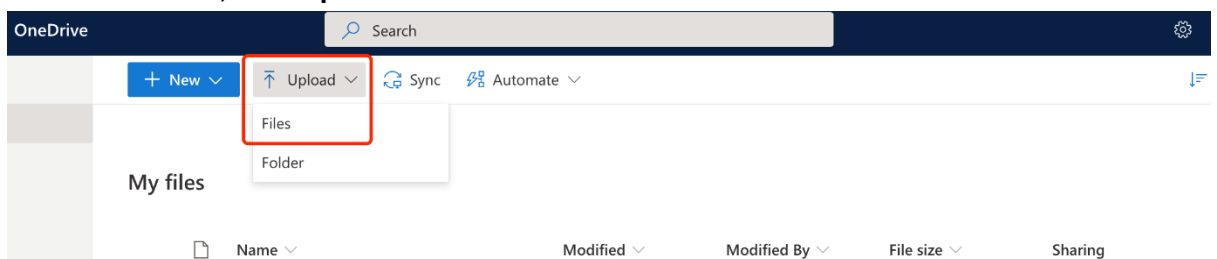 OneDrive Search
New Upload Sync Automate
Files
Folder
My files
Name Modified Modified By File size Sharing